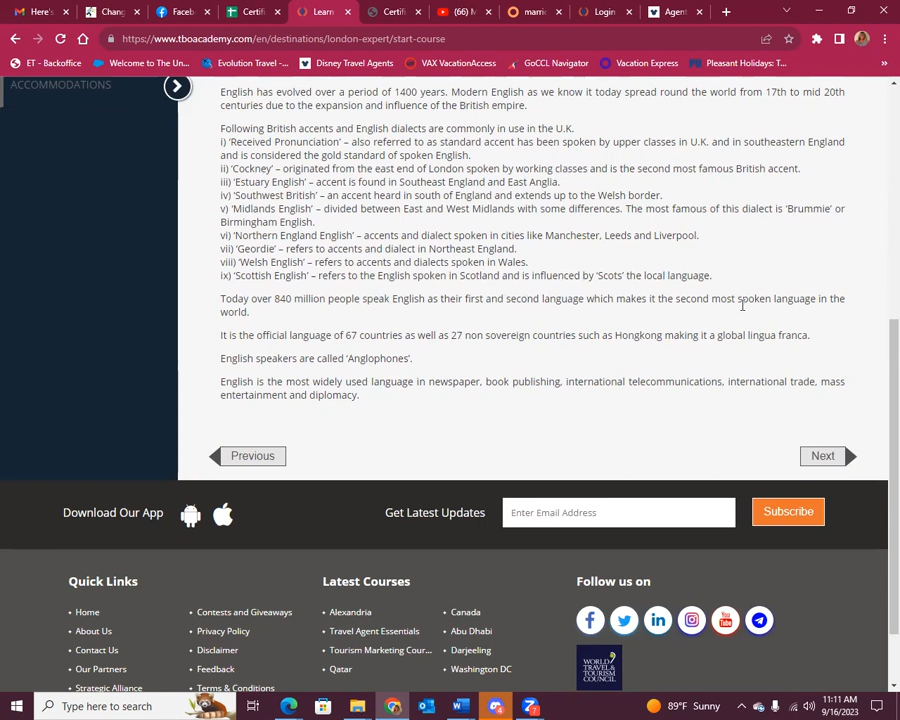 Here's
Chang
Faceb
Certifi
Learn
Certifi
(66) M
marri
Login
Agent
https://www.tboacademy.com/en/destinations/london-expert/start-course
ET - Backoffice
Welcome to The Un...
Evolution Travel -...
Disney Travel Agents
VAX VacationAccess
GoCCL Navigator
Vacation Express
Pleasant Holidays: T...
»
ACCOMMODATIONS
English has evolved over a period of 1400 years. Modern English as we know it today spread round the world from 17th to mid 20th
centuries due to the expansion and influence of the British empire.
Following British accents and English dialects are commonly in use in the U.K.
i) ‘Received Pronunciation’ – also referred to as standard accent has been spoken by upper classes in U.K. and in southeastern England
and is considered the gold standard of spoken English.
ii) ‘Cockney’ – originated from the east end of London spoken by working classes and is the second most famous British accent.
iii) ‘Estuary English’ – accent is found in Southeast England and East Anglia.
iv) ‘Southwest British’ – an accent heard in south of England and extends up to the Welsh border.
v) ‘Midlands English’ – divided between East and West Midlands with some differences. The most famous of this dialect is ‘Brummie’ or
Birmingham English.
vi) ‘Northern England English’ – accents and dialect spoken in cities like Manchester, Leeds and Liverpool.
vii) ‘Geordie’ – refers to accents and dialect in Northeast England.
viii) ‘Welsh English’ – refers to accents and dialects spoken in Wales.
ix) ‘Scottish English’ – refers to the English spoken in Scotland and is influenced by ‘Scots’ the local language.
Today over 840 million people speak English as their first and second language which makes it the second most spoken language in the
world.
It is the official language of 67 countries as well as 27 non sovereign countries such as Hongkong making it a global lingua franca.
English speakers are called ‘Anglophones’.
English is the most widely used language in newspaper, book publishing, international telecommunications, international trade, mass
entertainment and diplomacy.
Previous
Next
Download Our App
Get Latest Updates
Enter Email Address
Subscribe
Quick Links
Latest Courses
Follow us on
Home
Contests and Giveaways
Alexandria
Canada
About Us
Privacy Policy
Travel Agent Essentials
Abu Dhabi
Contact Us
Disclaimer
Tourism Marketing Cour...
Darjeeling
Our Partners
Feedback
Qatar
Washington DC
Strategic Alliance
Terms & Conditions
WORLD
TRAVEL &
TOURISM
COUNCIL
Type here to search
89°F Sunny
11:11 AM
9/16/2023